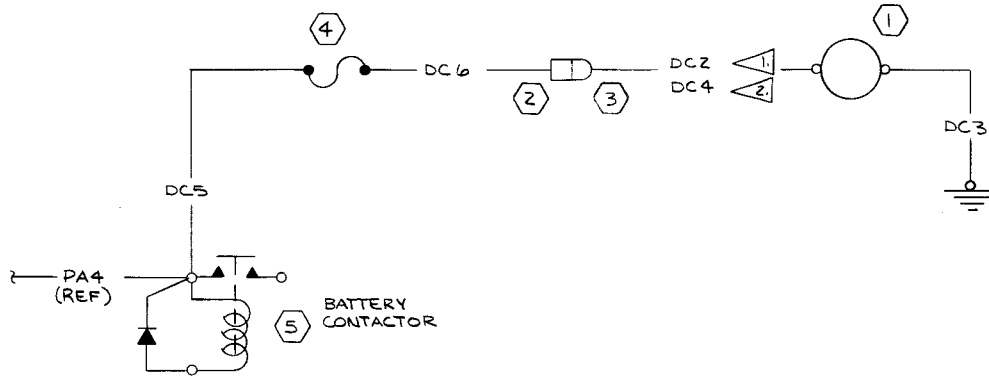 1
4
DC6
2
3
DC2 1.
DC4 2.
DC3
DC5
PA4
(REF)
5
BATTERY
CONTACTOR